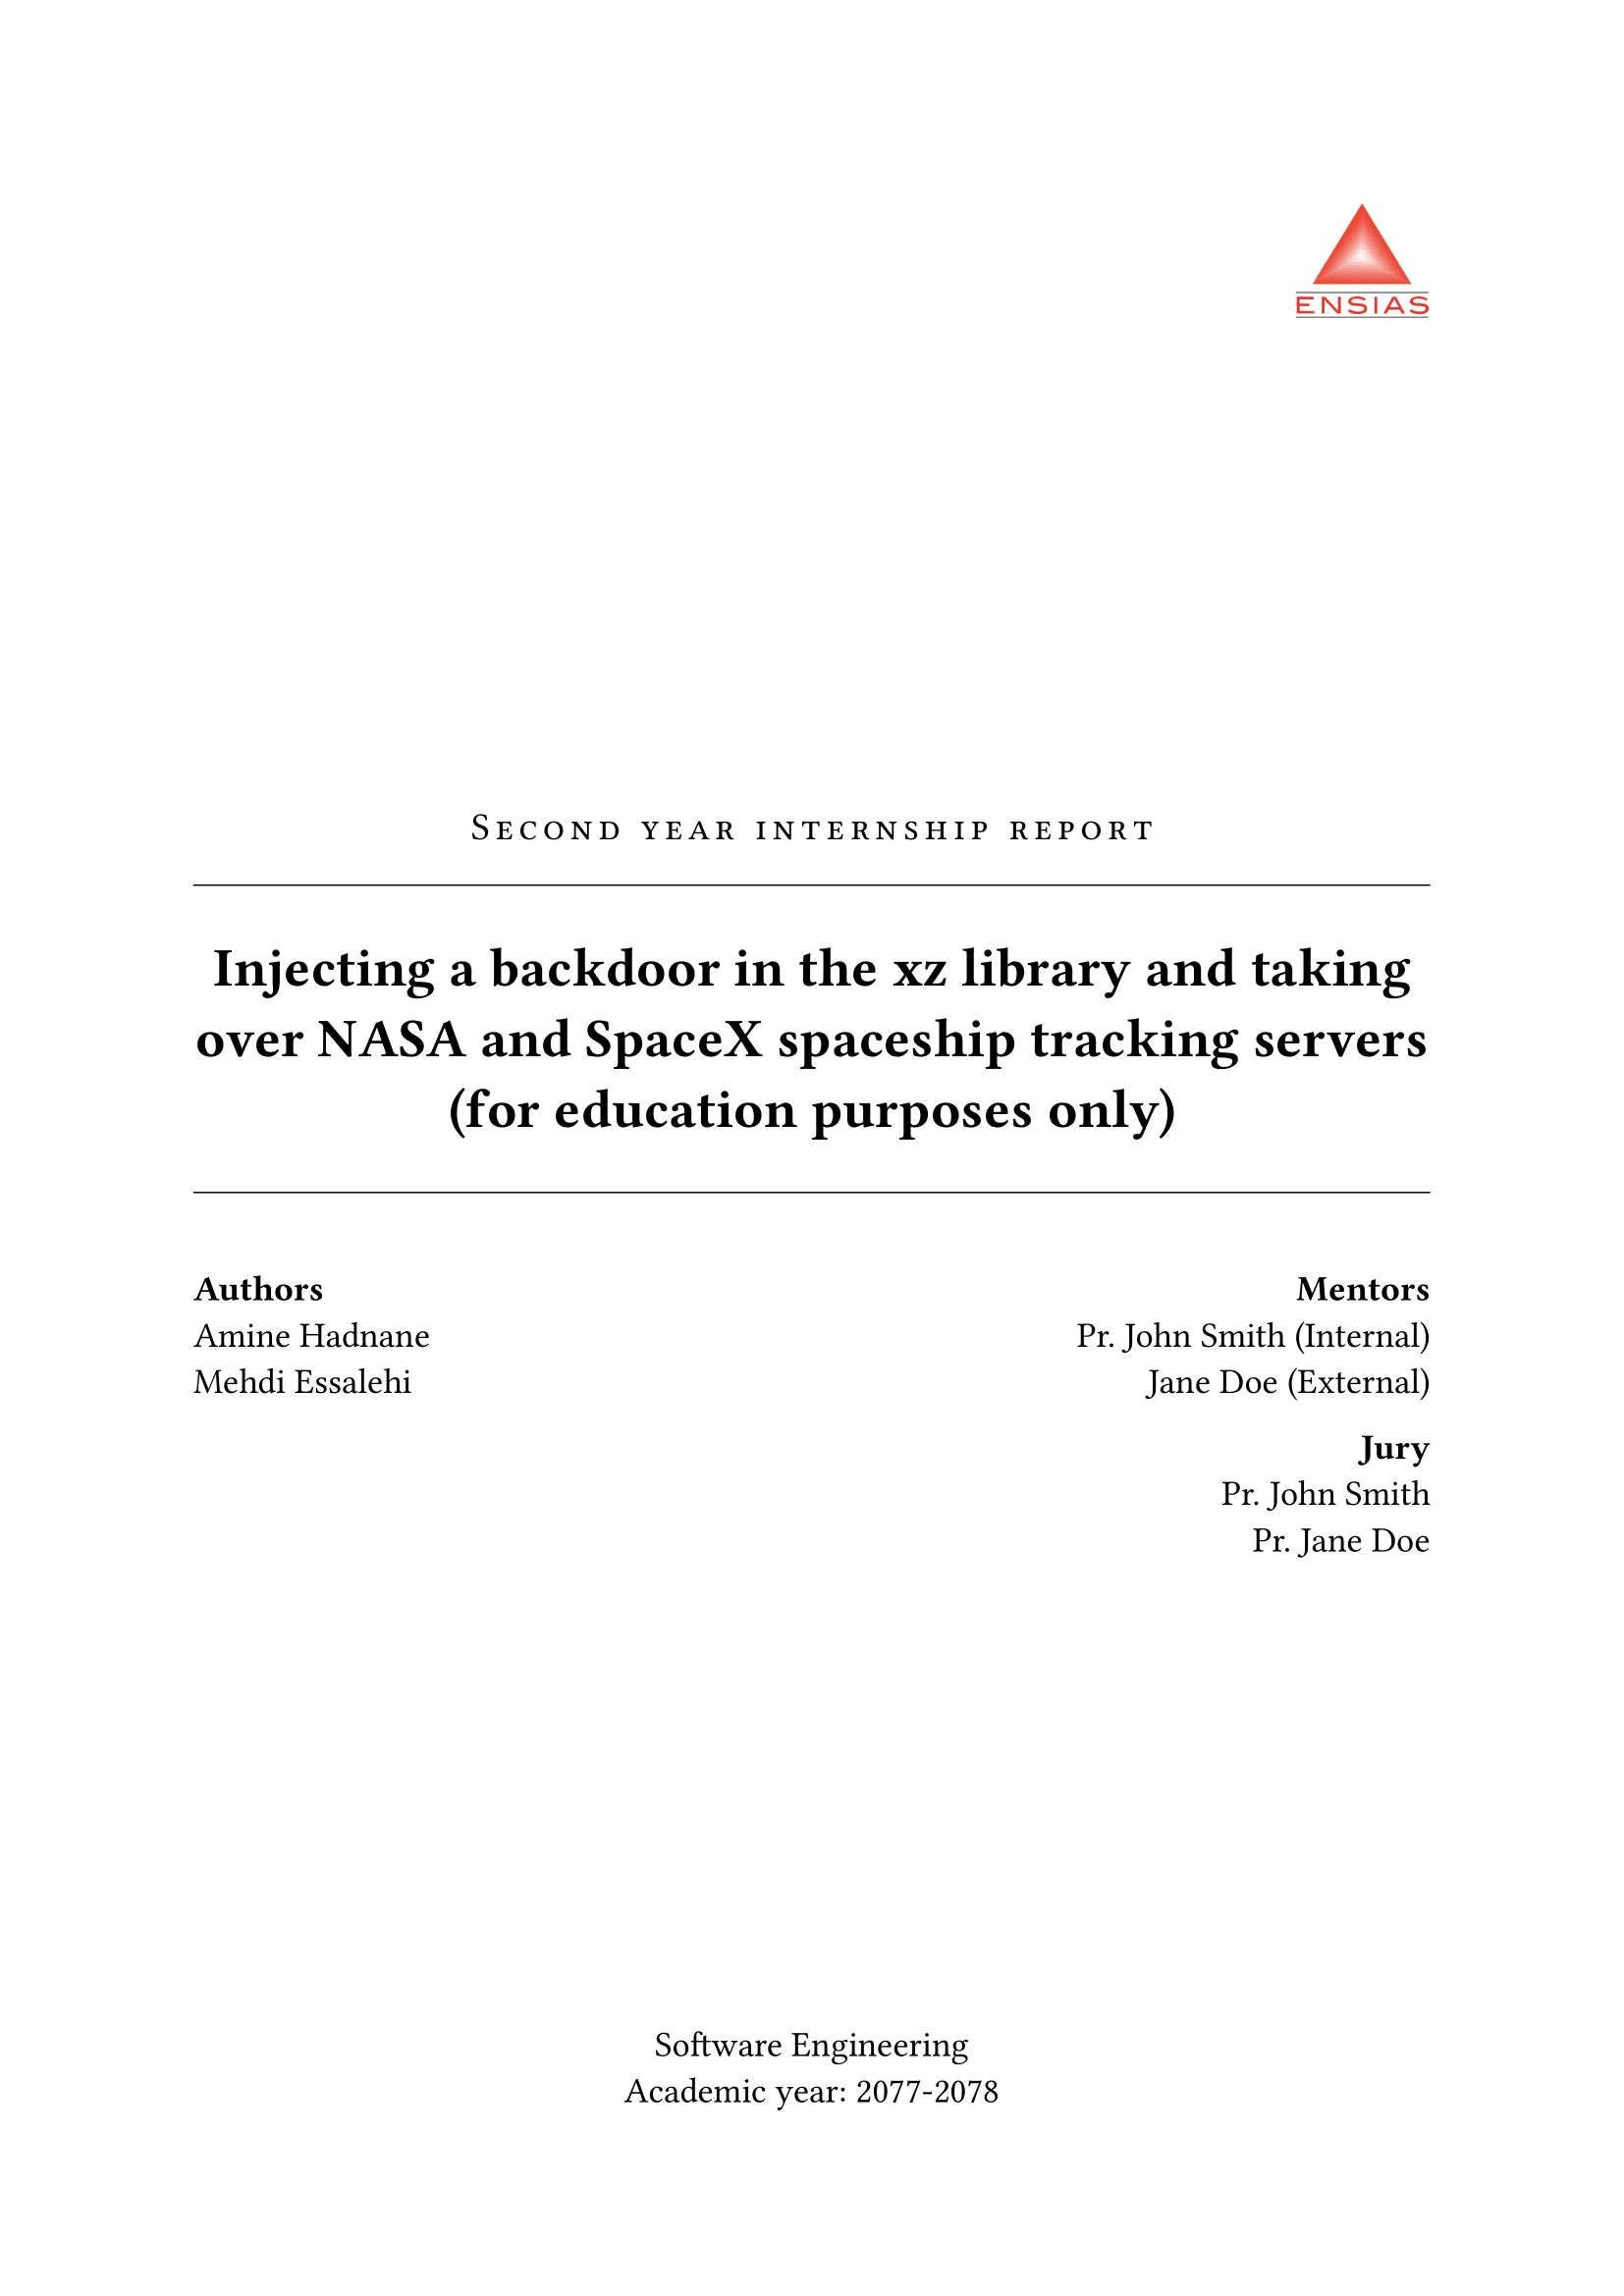 ENSIAS
Second year internship report
Injecting a backdoor in the xz library and taking
over NASA and SpaceX spaceship tracking servers
(for education purposes only)
Authors
Amine Hadnane
Mehdi Essalehi
Mentors
Pr. John Smith (Internal)
Jane Doe (External)
Jury
Pr. John Smith
Pr. Jane Doe
Software Engineering
Academic year: 2077-2078